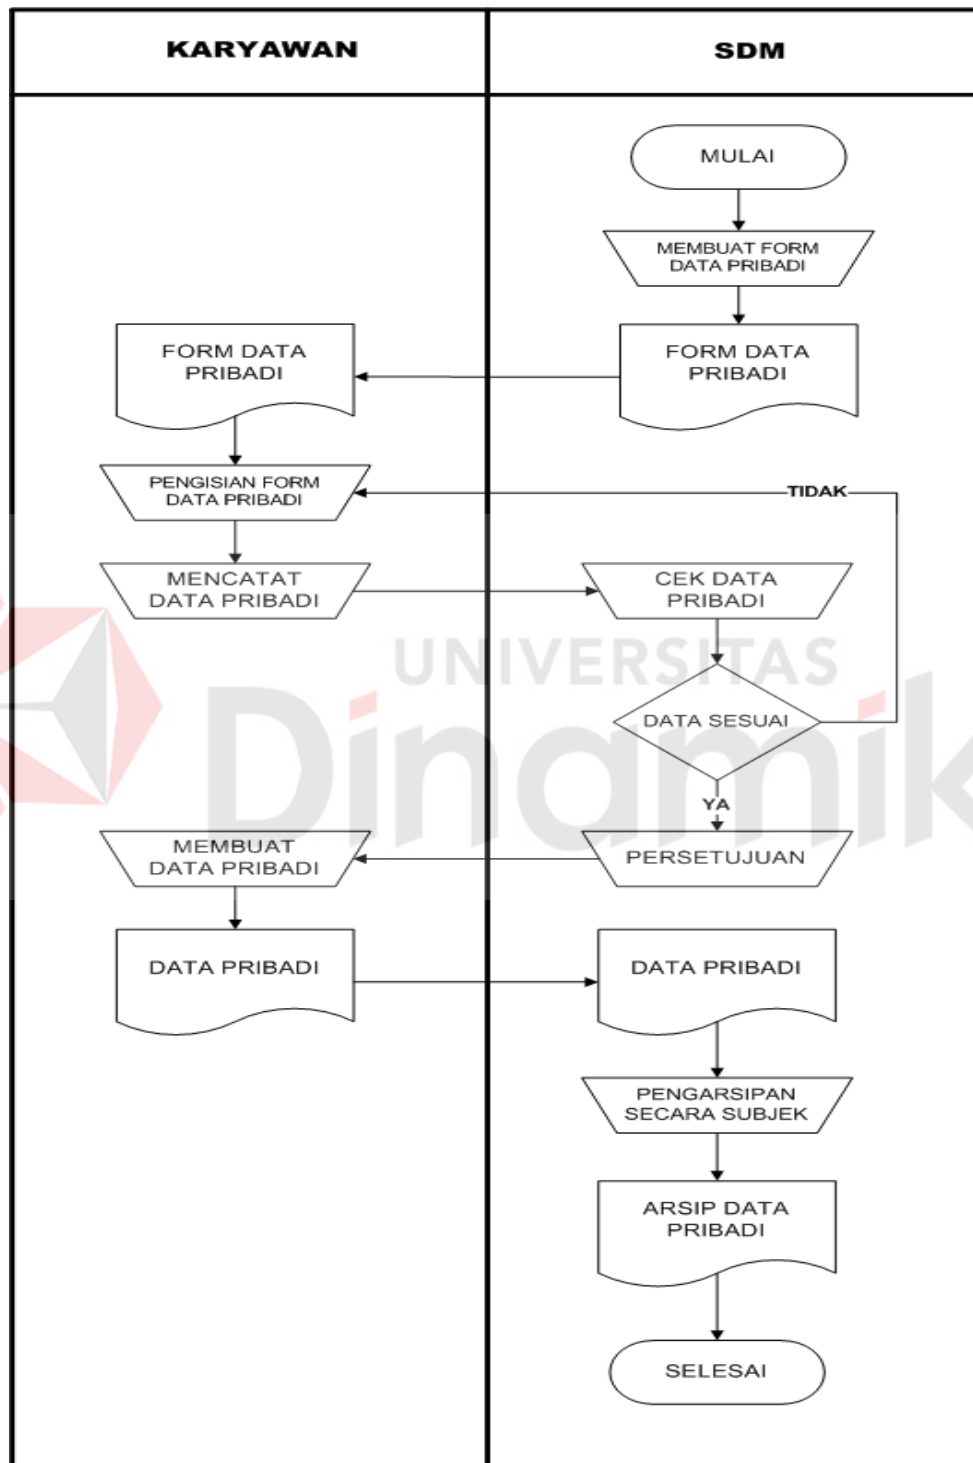 KARYAWAN
SDM
MULAI
MEMBUAT FORM
DATA PRIBADI
FORM DATA
PRIBADI
FORM DATA
PRIBADI
PENGISIAN FORM
DATA PRIBADI
TIDAK
MENCATAT
DATA PRIBADI
CEK DATA
PRIBADI
UNIVERSITAS
Dinamik
DATA SESUAI
YA
MEMBUAT
DATA PRIBADI
PERSETUJUAN
DATA PRIBADI
DATA PRIBADI
PENGARSIPAN
SECARA SUBJEK
ARSIP DATA
PRIBADI
SELESAI